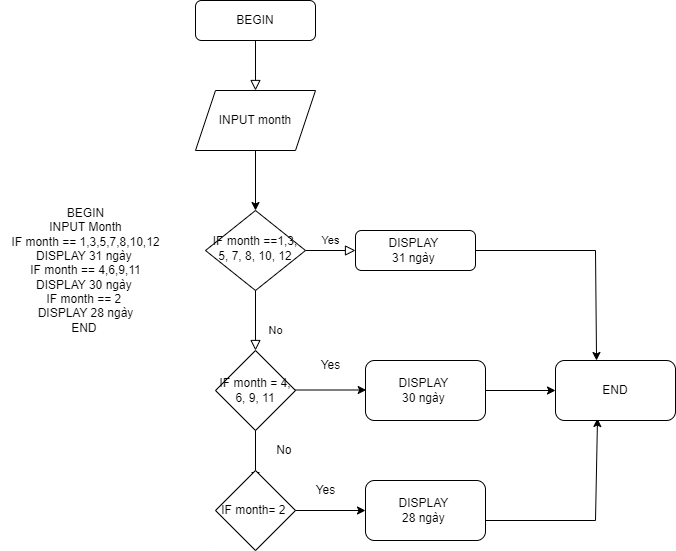 BEGIN
INPUT month
BEGIN
INPUT Month
IF month == 1,3,5,7,8,10,12
DISPLAY 31 ngày
IF month == 4,6,9,11
DISPLAY 30 ngày
IF month == 2
DISPLAY 28 ngày
END
IF month ==1,3,
5, 7, 8, 10, 12
Yes
DISPLAY
31 ngày
No
IF month = 4,
6, 9, 11
Yes
DISPLAY
30 ngày
END
No
IF month= 2
Yes
DISPLAY
28 ngày